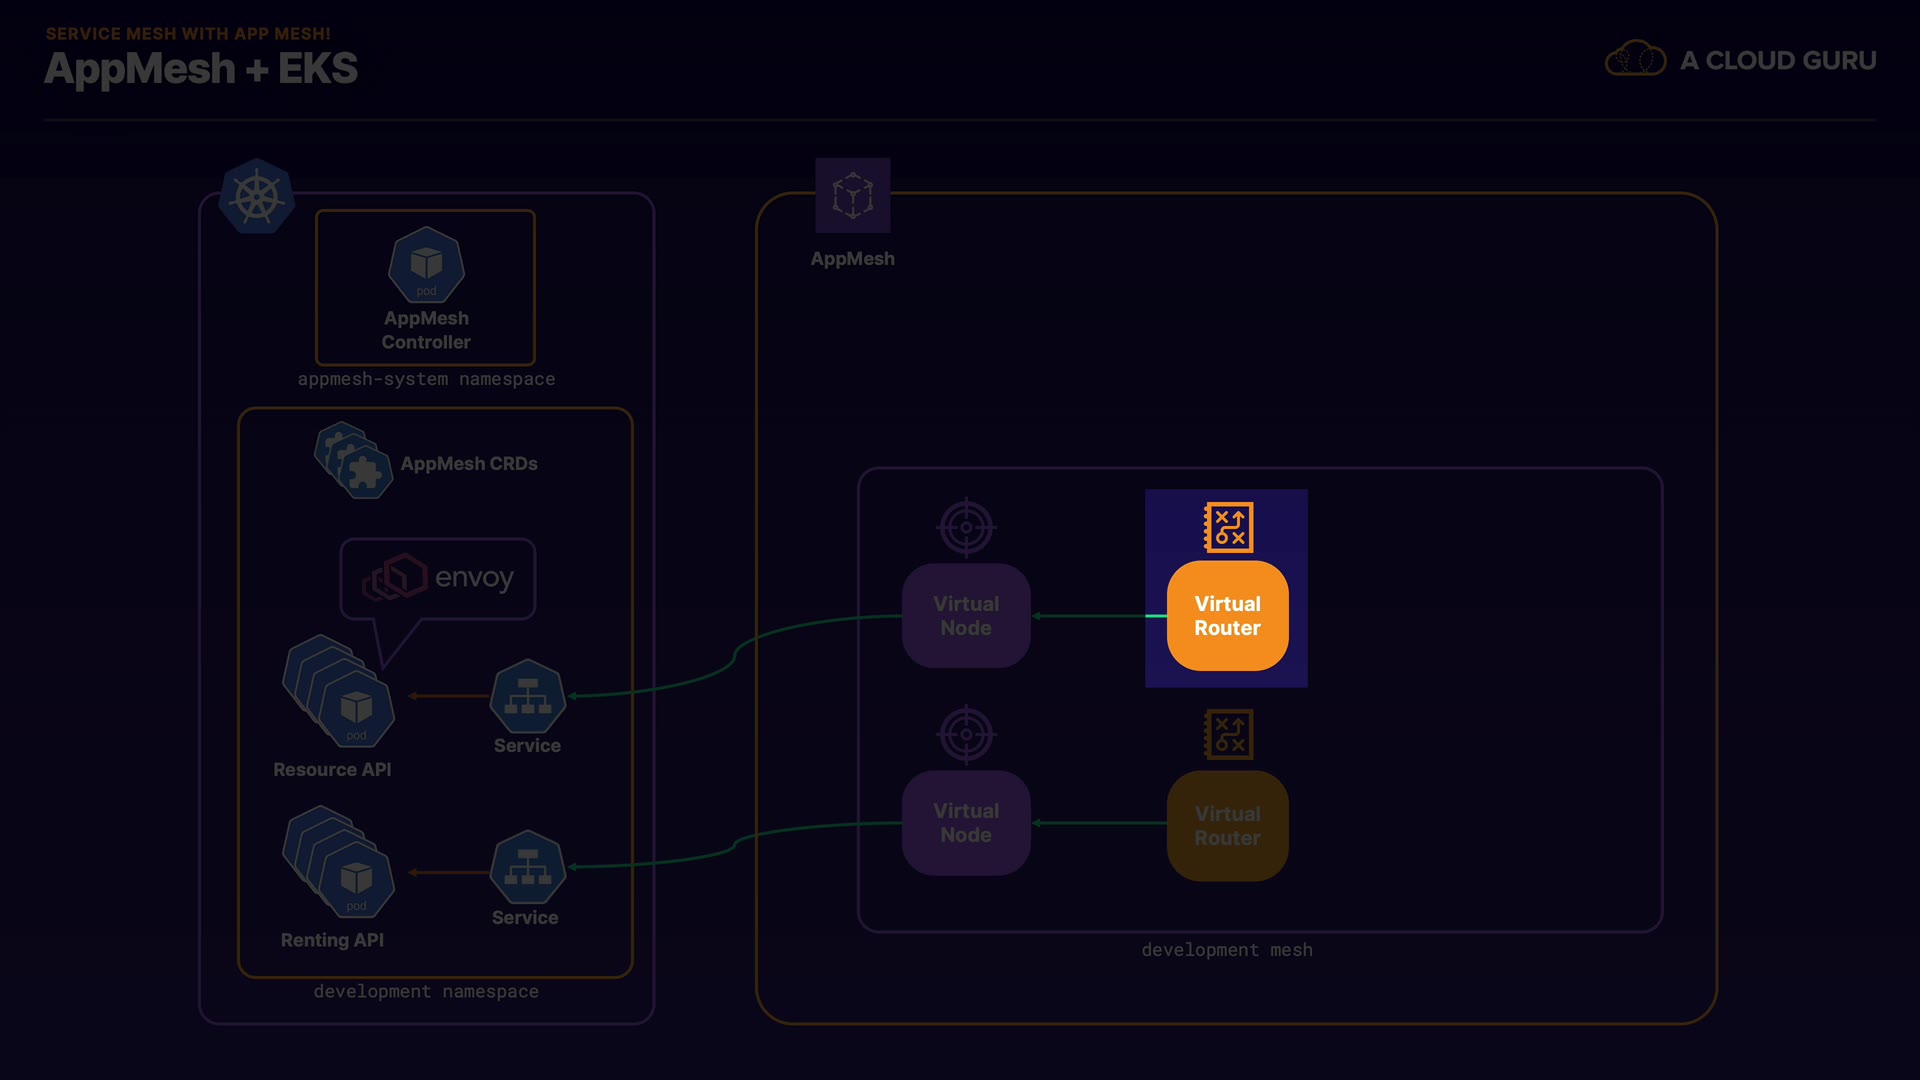 SERVICE MESH WITH APP MESH!
AppMesh + EKS
A CLOUD GURU
pod
AppMesh
Controller
appmesh-system namespace
AppMesh CRDs
envoy
pod
Resource API
Service
pod
Renting API
Service
development namespace
AppMesh
Virtual
Node
Virtual
Router
Virtual
Node
Virtual
Router
development mesh